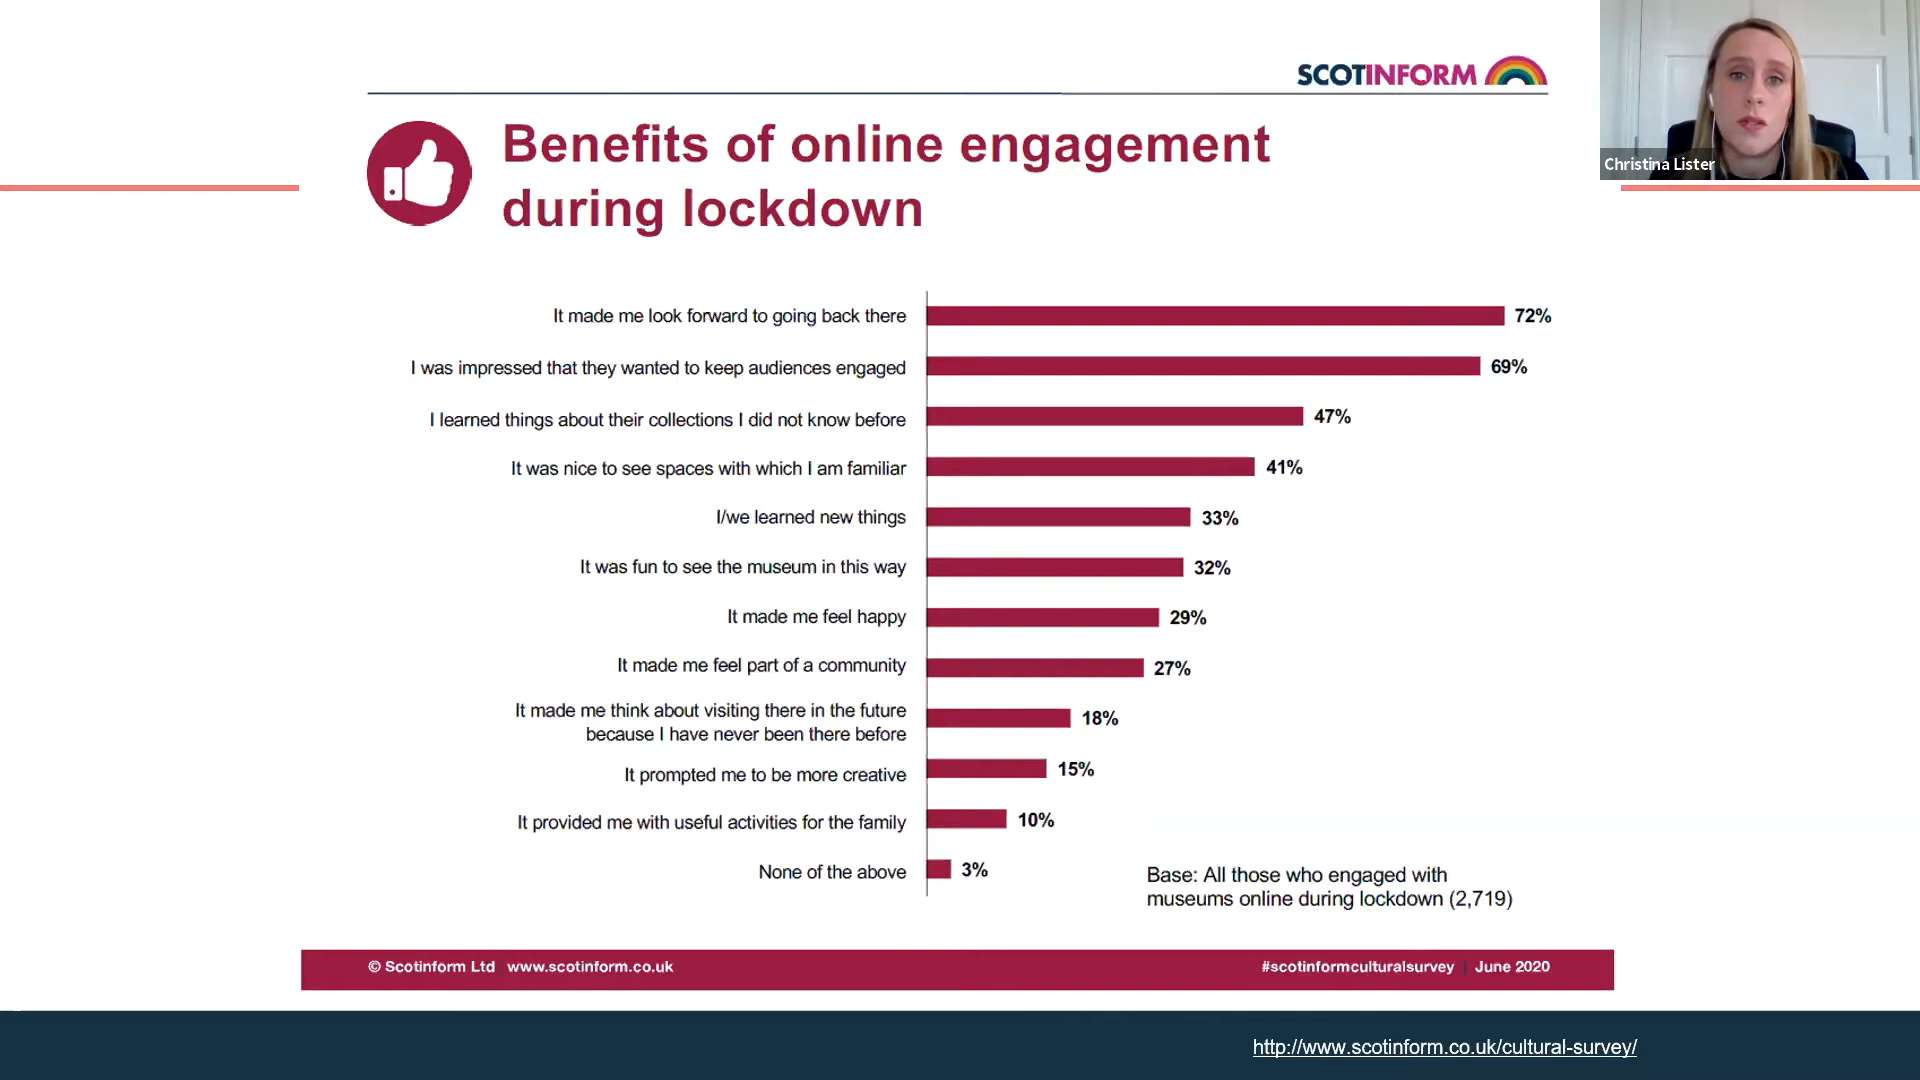 SCOTINFORM
Christina Lister
Benefits of online engagement
during lockdown
It made me look forward to going back there 72%
I was impressed that they wanted to keep audiences engaged 69%
I learned things about their collections I did not know before 47%
It was nice to see spaces with which I am familiar 41%
I/we learned new things 33%
It was fun to see the museum in this way 32%
It made me feel happy 29%
It made me feel part of a community 27%
It made me think about visiting there in the future
because I have never been there before 18%
It prompted me to be more creative 15%
It provided me with useful activities for the family 10%
None of the above 3%
Base: All those who engaged with
museums online during lockdown (2,719)
© Scotinform Ltd www.scotinform.co.uk
#scotinformculturalsurvey | June 2020
http://www.scotinform.co.uk/cultural-survey/